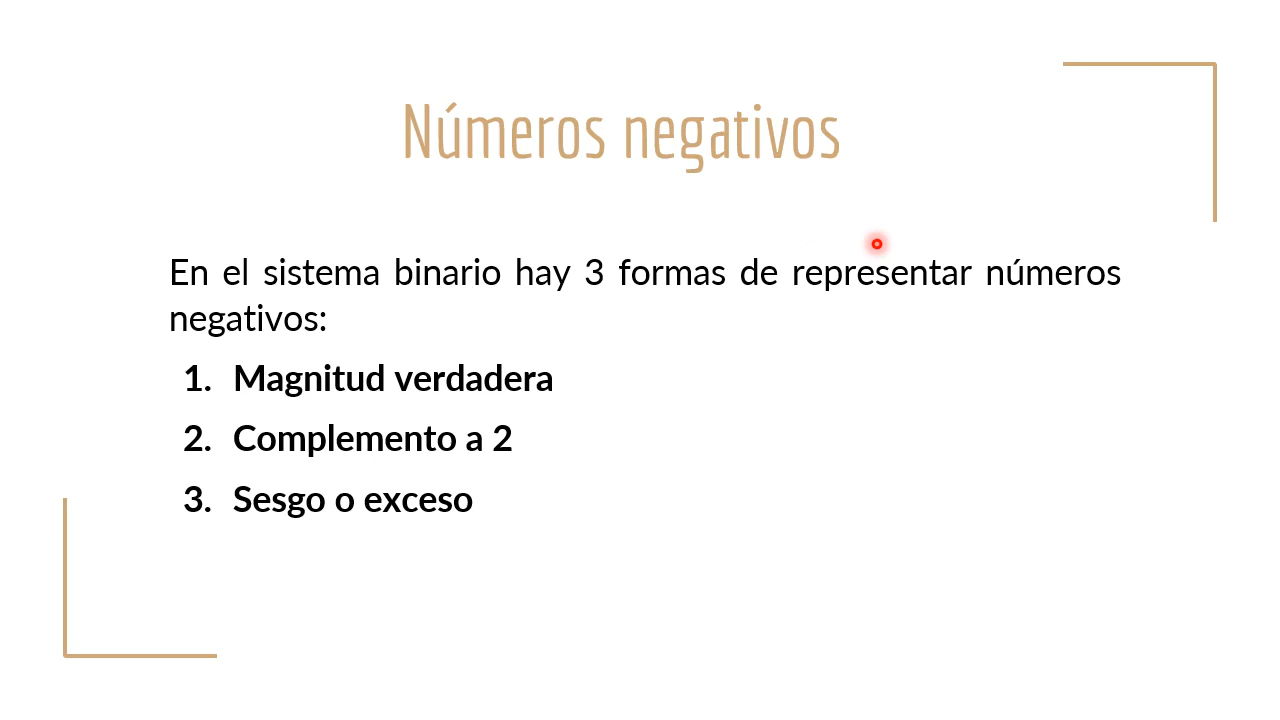 Números negativos
En el sistema binario hay 3 formas de representar números
negativos:
1. Magnitud verdadera
2. Complemento a 2
3. Sesgo o exceso